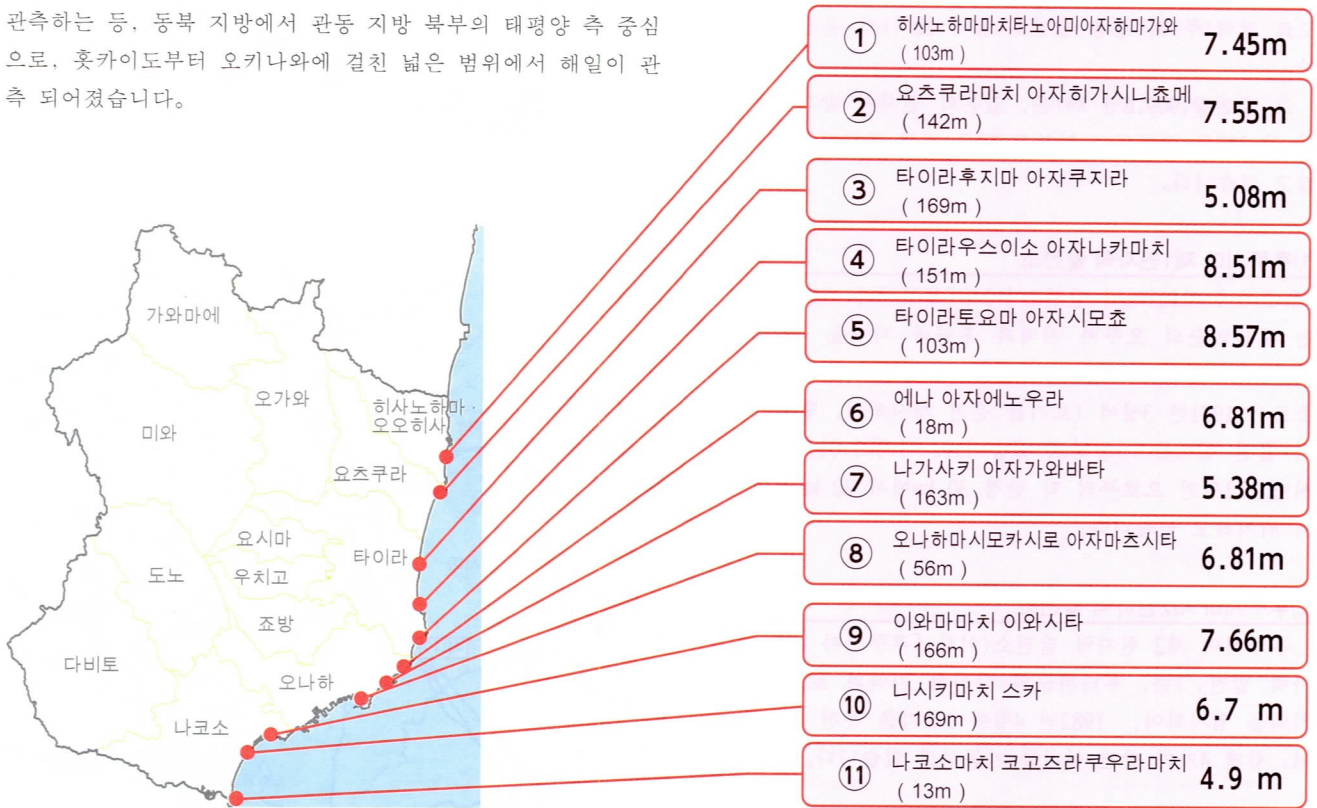 관측하는 등, 동북 지방에서 관동 지방 북부의 태평양 측 중심
으로, 홋카이도부터 오키나와에 걸친 넓은 범위에서 해일이 관
측 되어졌습니다.
① 히사노하마마치타노아미아자하마가와 7.45m
( 103m )
② 요츠쿠라마치 아자히가시니쵸메 7.55m
( 142m )
③ 타이라후지마 아자쿠지라 5.08m
( 169m )
④ 타이라우스이소 아자나카마치 8.51m
( 151m )
⑤ 타이라토요마 아자시모쵸 8.57m
( 103m )
⑥ 에나 아자에노우라 6.81m
( 18m )
⑦ 나가사키 아자가와바타 5.38m
( 163m )
⑧ 오나하마시모카시로 아자마츠시타 6.81m
( 56m )
⑨ 이와마마치 이와시타 7.66m
( 166m )
⑩ 니시키마치 스카 6.7 m
( 169m )
⑪ 나코소마치 코고즈라쿠우라마치 4.9 m
( 13m )
가와마에
오가와
히사노하마
오오히사
미와
요츠쿠라
요시마
타이라
도노
우치고
죠방
다비토
오나하
나코소